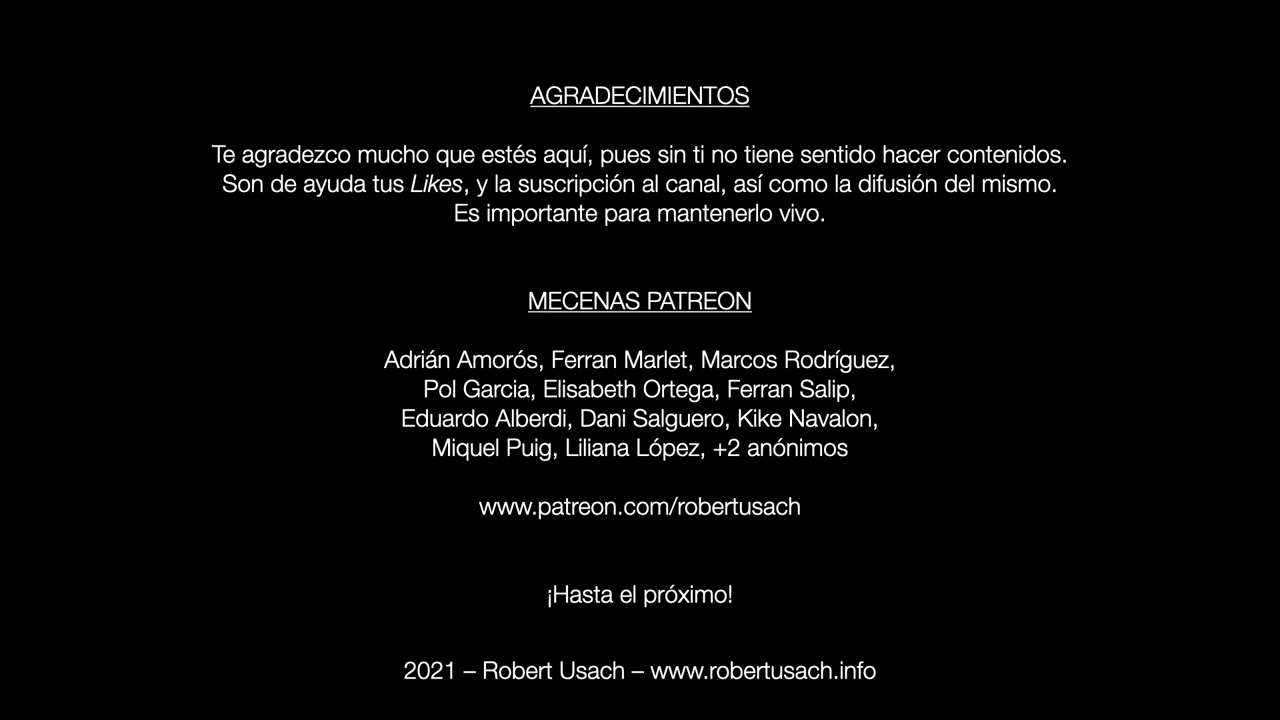 AGRADECIMIENTOS
Te agradezco mucho que estés aquí, pues sin ti no tiene sentido hacer contenidos.
Son de ayuda tus Likes, y la suscripción al canal, así como la difusión del mismo.
Es importante para mantenerlo vivo.
MECENAS PATREON
Adrián Amorós, Ferran Marlet, Marcos Rodríguez,
Pol Garcia, Elisabeth Ortega, Ferran Salip,
Eduardo Alberdi, Dani Salguero, Kike Navalon,
Miquel Puig, Liliana López, +2 anónimos
www.patreon.com/robertusach
¡Hasta el próximo!
2021 – Robert Usach – www.robertusach.info